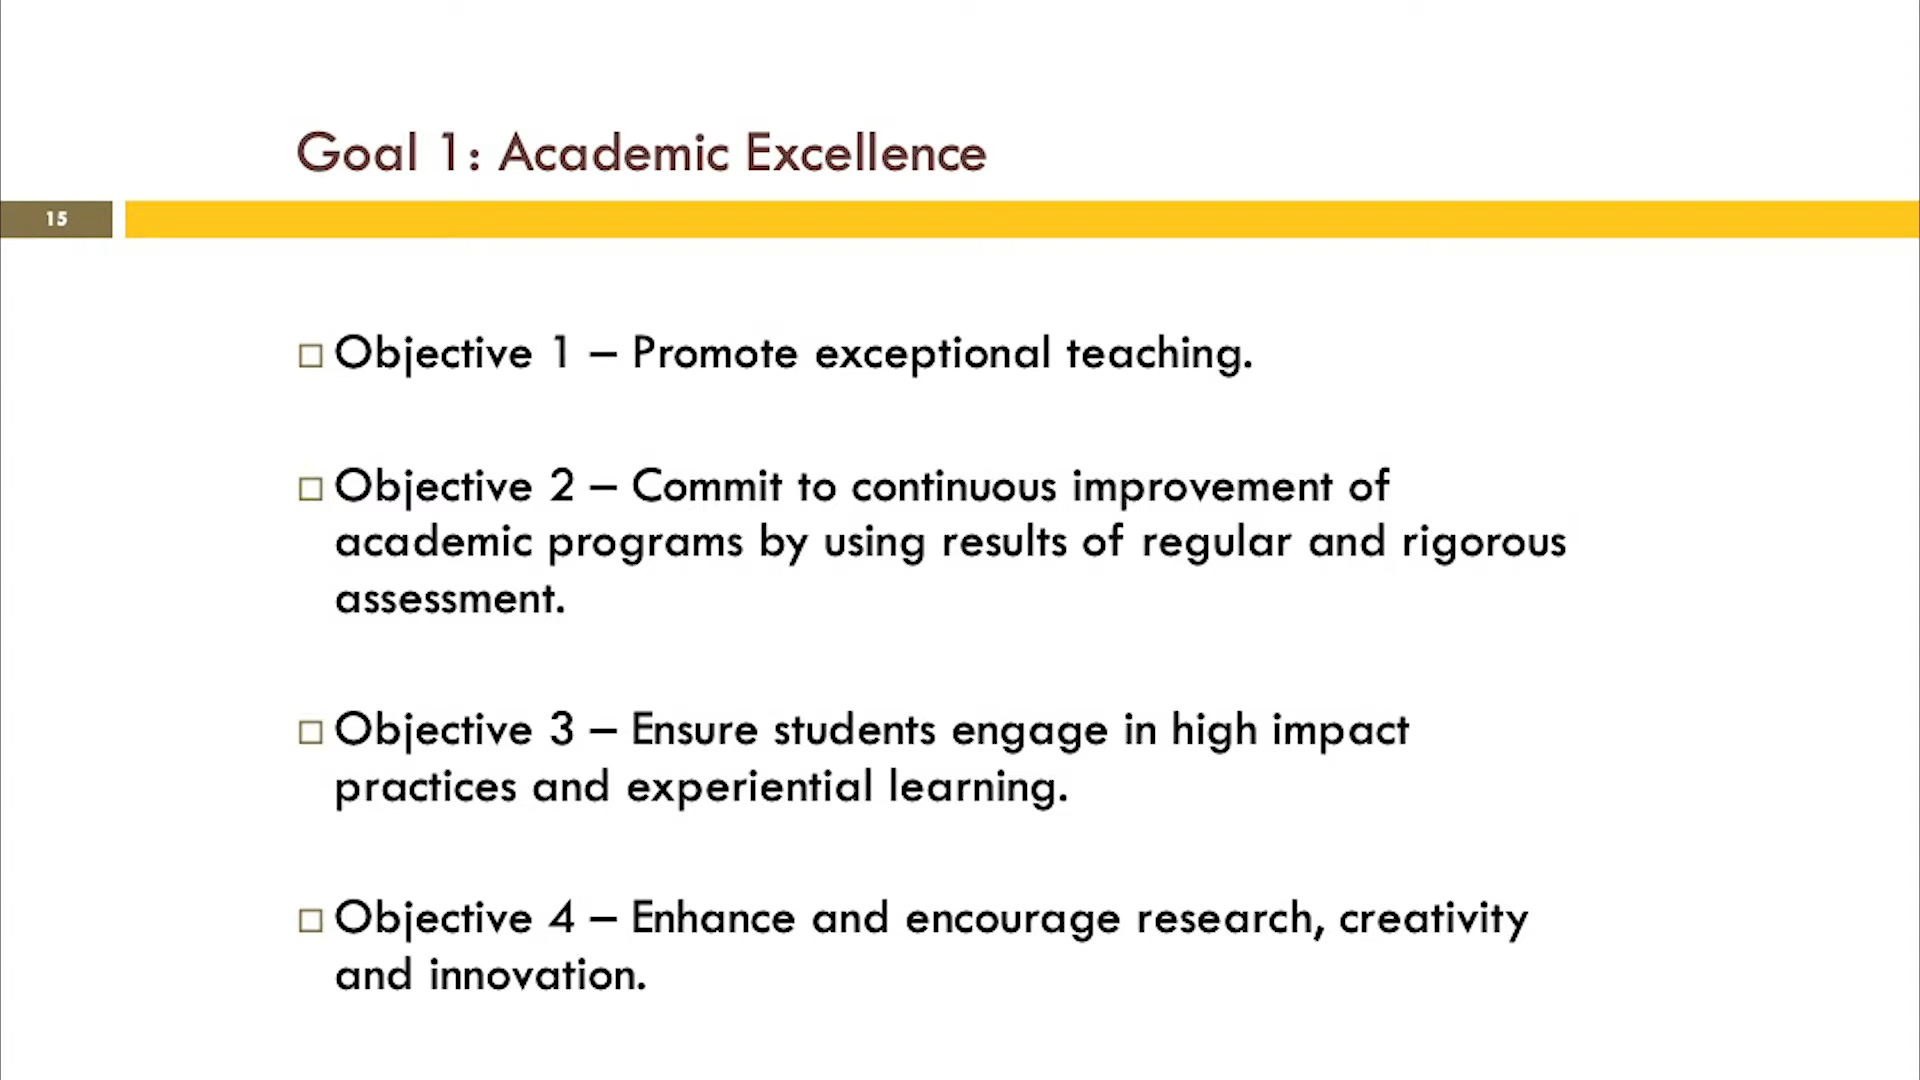 Goal 1: Academic Excellence
15
Objective 1 – Promote exceptional teaching.
Objective 2 – Commit to continuous improvement of
academic programs by using results of regular and rigorous
assessment.
Objective 3 – Ensure students engage in high impact
practices and experiential learning.
Objective 4 – Enhance and encourage research, creativity
and innovation.